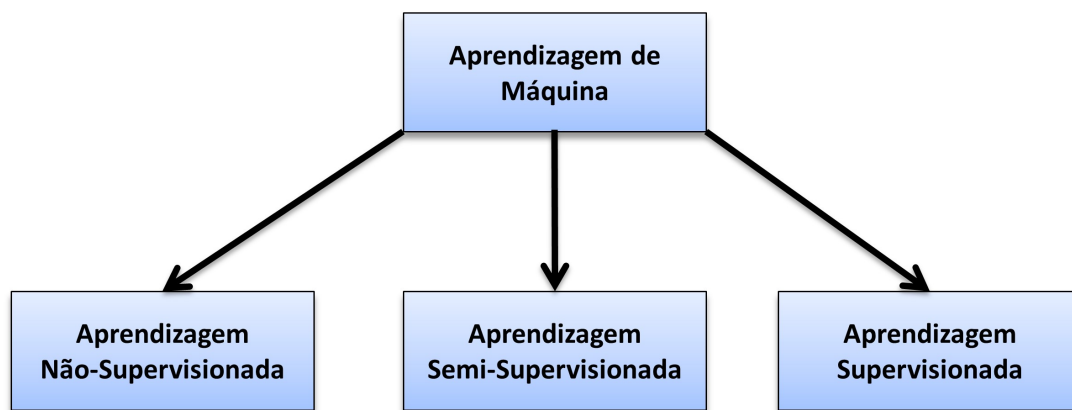 Aprendizagem de
Máquina
Aprendizagem
Não-Supervisionada
Aprendizagem
Semi-Supervisionada
Aprendizagem
Supervisionada